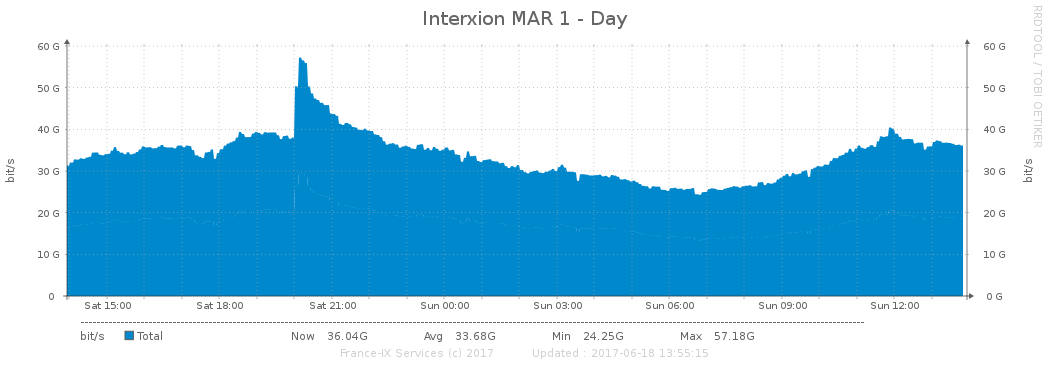 Interxion MAR 1 - Day
RRDTOOL / TOBI OETIKER
bit/s
bit/s
60 G 60 G
50 G 50 G
40 G 40 G
30 G 30 G
20 G 20 G
10 G 10 G
0 0 G
Sat 15:00 Sat 18:00 Sat 21:00 Sun 00:00 Sun 03:00 Sun 06:00 Sun 09:00 Sun 12:00
bit/s Total Now 36.04G Avg 33.68G Min 24.25G Max 57.18G
France-IX Services (c) 2017 Updated : 2017-06-18 13:55:15